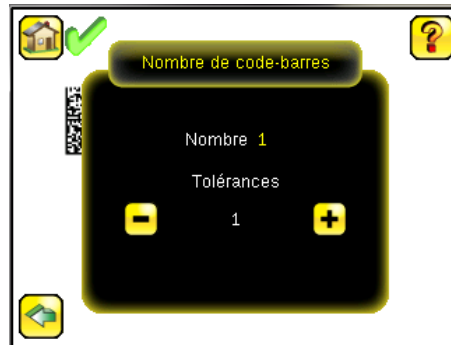 ?
Nombre de code-barres
Nombre 1
Tolérances
- 1 +